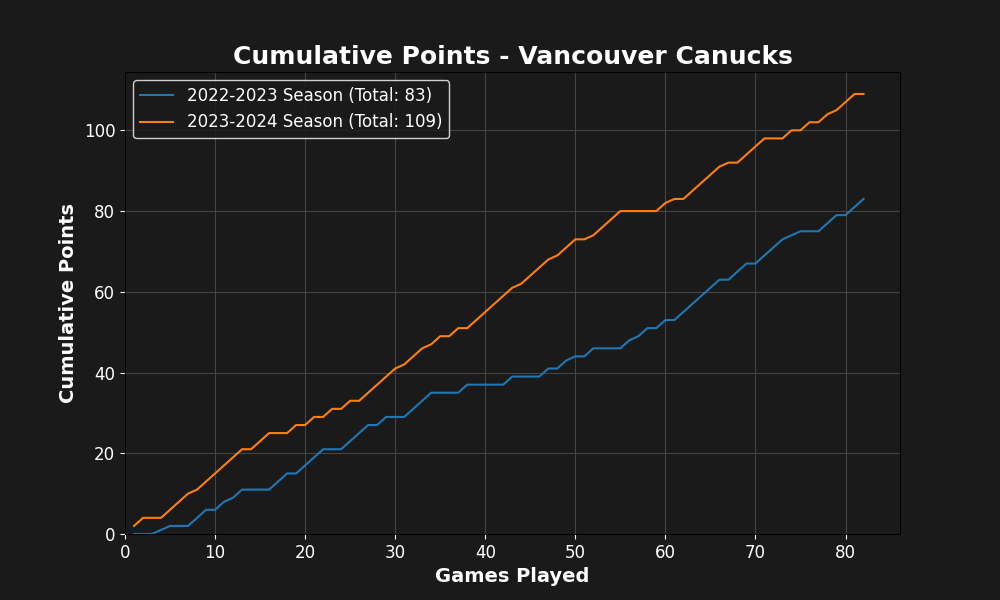 Cumulative Points - Vancouver Canucks
2022-2023 Season (Total: 83)
2023-2024 Season (Total: 109)
Cumulative Points
100
80
60
40
20
0
0 10 20 30 40 50 60 70 80
Games Played